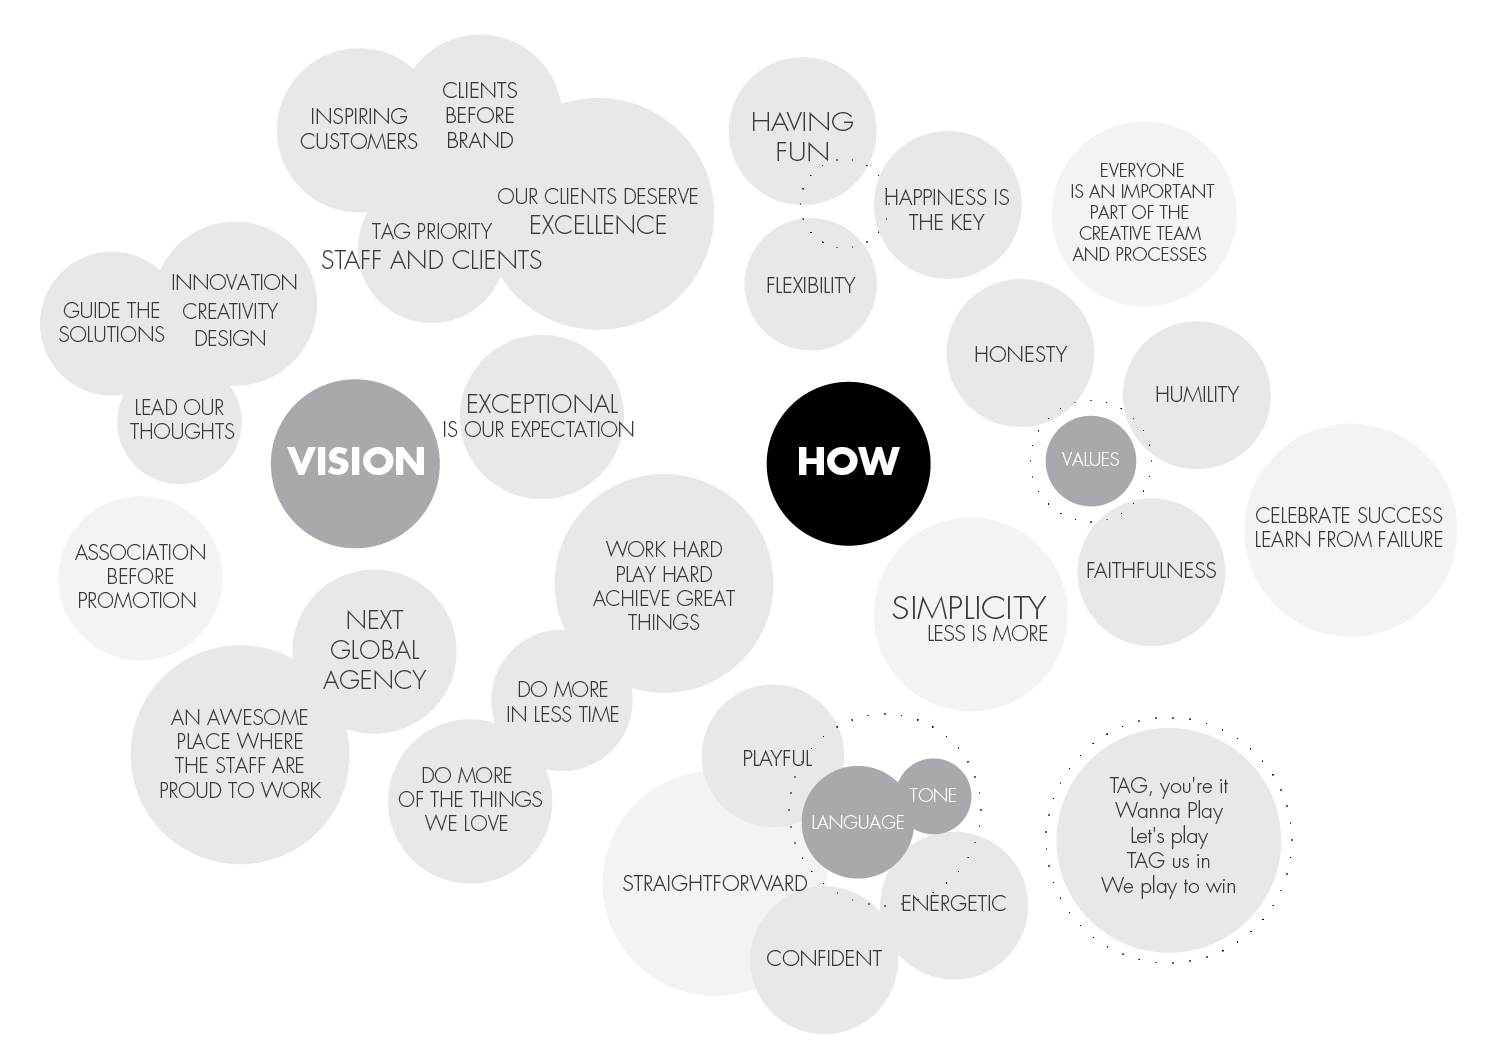 INSPIRING
CUSTOMERS
CLIENTS
BEFORE
BRAND
OUR CLIENTS DESERVE
EXCELLENCE
TAG PRIORITY
STAFF AND CLIENTS
GUIDE THE
SOLUTIONS
INNOVATION
CREATIVITY
DESIGN
LEAD OUR
THOUGHTS
VISION
EXCEPTIONAL
IS OUR EXPECTATION
ASSOCIATION
BEFORE
PROMOTION
NEXT
GLOBAL
AGENCY
AN AWESOME
PLACE WHERE
THE STAFF ARE
PROUD TO WORK
WORK HARD
PLAY HARD
ACHIEVE GREAT
THINGS
DO MORE
IN LESS TIME
DO MORE
OF THE THINGS
WE LOVE
HAVING
FUN
HAPPINESS IS
THE KEY
FLEXIBILITY
EVERYONE
IS AN IMPORTANT
PART OF THE
CREATIVE TEAM
AND PROCESSES
HOW
HONESTY
HUMILITY
VALUES
FAITHFULNESS
CELEBRATE SUCCESS
LEARN FROM FAILURE
SIMPLICITY
LESS IS MORE
PLAYFUL
LANGUAGE
TONE
STRAIGHTFORWARD
ENERGETIC
CONFIDENT
TAG, you're it
Wanna Play
Let's play
TAG us in
We play to win